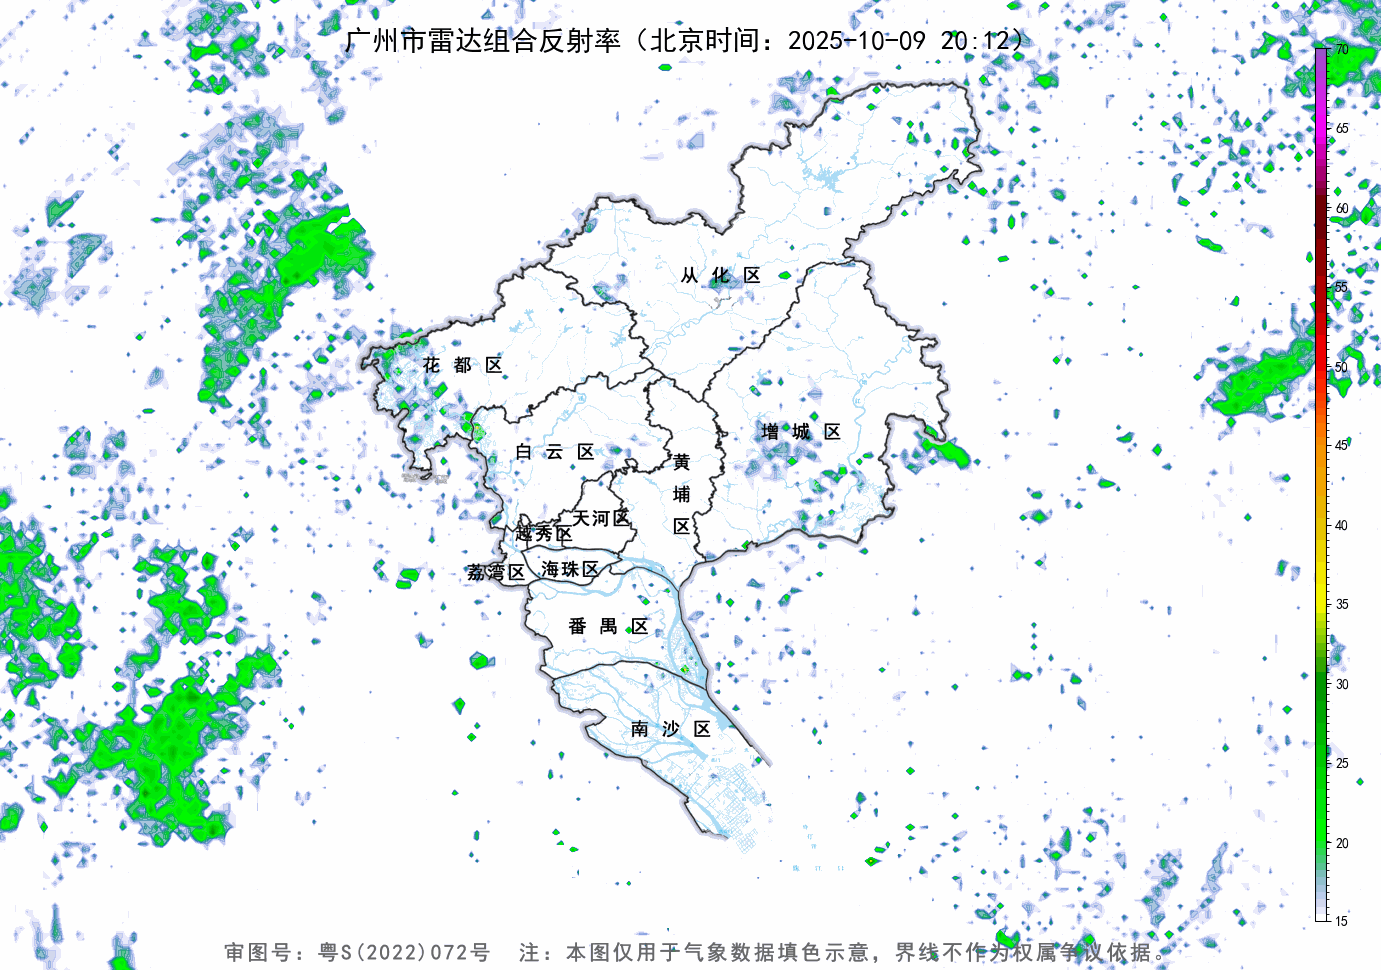 广州市雷达组合反射率（北京时间：2025-10-09 20:12）
70
65
60
55
50
45
40
35
30
25
20
15
从化区
花都区
增城区
白云区
黄埔区
天河区
越秀区
海珠区
荔湾区
番禺区
南沙区
审图号：粤S(2022)072号 注：本图仅用于气象数据填色示意，界线不作为权属争议依据。